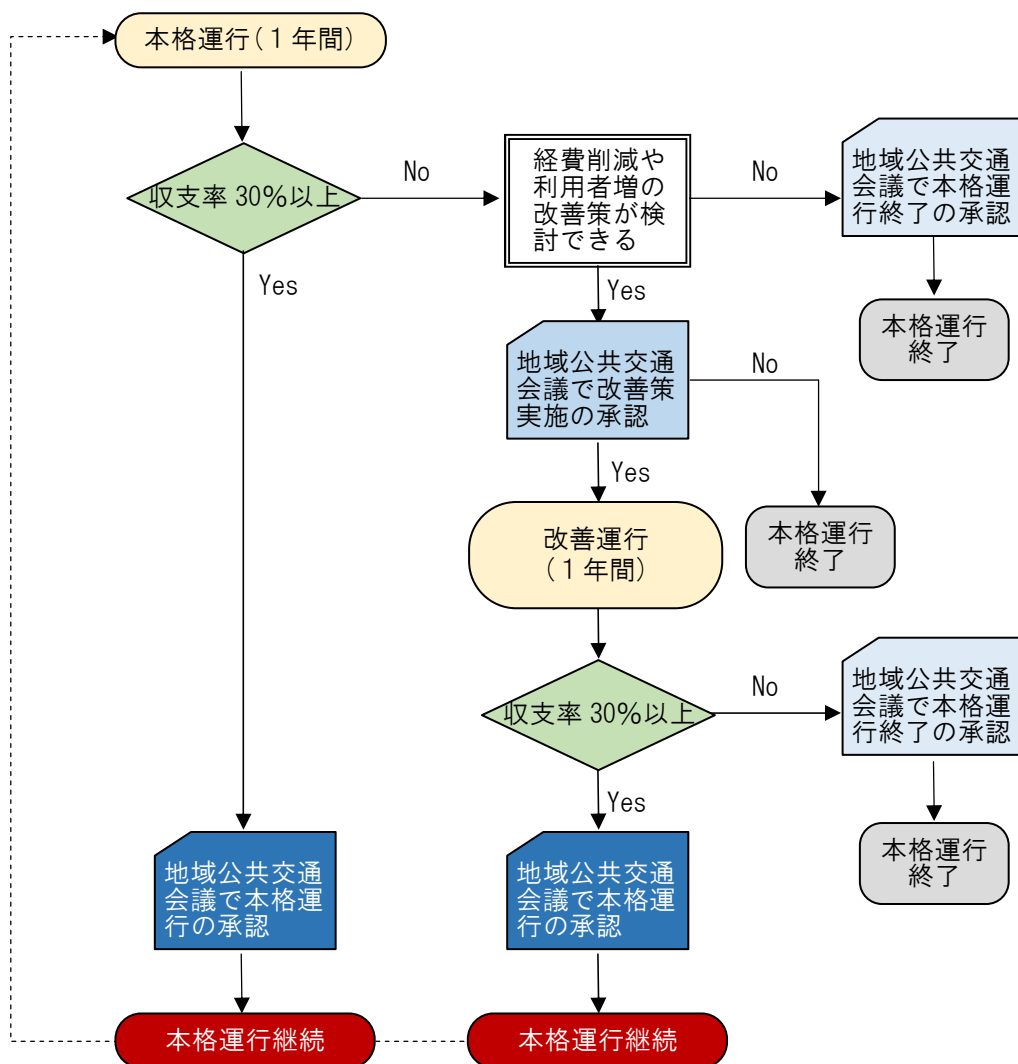 本格運行(1年間)
収支率30%以上
No
経費削減や
利用者増の
改善策が検
討できる
No
地域公共交通
会議で本格運
行終了の承認
本格運行
終了
Yes
Yes
地域公共交通
会議で改善策
実施の承認
No
本格運行
終了
Yes
改善運行
(1年間)
収支率30%以上
No
地域公共交通
会議で本格運
行終了の承認
本格運行
終了
Yes
地域公共交通
会議で本格運
行の承認
地域公共交通
会議で本格運
行の承認
本格運行継続
本格運行継続